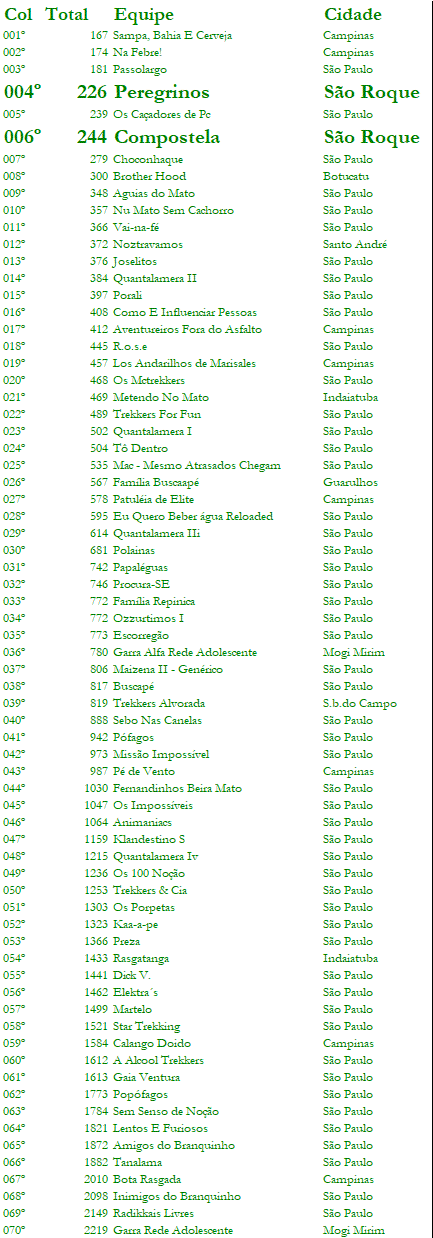 Col Total Equipe Cidade
001º 167 Sampa, Bahia E Cerveja Campinas
002º 174 Na Febre! Campinas
003º 181 Passolargo São Paulo
004º 226 Peregrinos São Roque
005º 239 Os Caçadores de Pc São Paulo
006º 244 Compostela São Roque
007º 279 Choconhaque São Paulo
008º 300 Brother Hood Botucatu
009º 348 Aguias do Mato São Paulo
010º 357 Nu Mato Sem Cachorro São Paulo
011º 366 Vai-na-fé São Paulo
012º 372 Noztravamos Santo André
013º 376 Joselitos São Paulo
014º 384 Quantalamera II São Paulo
015º 397 Porali São Paulo
016º 408 Como E Influenciar Pessoas São Paulo
017º 412 Aventureiros Fora do Asfalto Campinas
018º 445 R.o.s.e São Paulo
019º 457 Los Andarilhos de Marisales Campinas
020º 468 Os Mctrekkers São Paulo
021º 469 Metendo No Mato Indaiatuba
022º 489 Trekkers For Fun São Paulo
023º 502 Quantalamera I São Paulo
024º 504 Tô Dentro São Paulo
025º 535 Mac - Mesmo Atrasados Chegam São Paulo
026º 567 Família Buscaapé Guarulhos
027º 578 Patuléia de Elite Campinas
028º 595 Eu Quero Beber água Reloaded São Paulo
029º 614 Quantalamera IIi São Paulo
030º 681 Polainas São Paulo
031º 742 Papaléguas São Paulo
032º 746 Procura-SE São Paulo
033º 772 Família Repinica São Paulo
034º 772 Ozzurtimos I São Paulo
035º 773 Escorregão São Paulo
036º 780 Garra Alfa Rede Adolescente Mogi Mirim
037º 806 Maizena II - Genérico São Paulo
038º 817 Buscapé São Paulo
039º 819 Trekkers Alvorada S.b.do Campo
040º 888 Sebo Nas Canelas São Paulo
041º 942 Pófagos São Paulo
042º 973 Missão Impossível São Paulo
043º 987 Pé de Vento Campinas
044º 1030 Fernandinhos Beira Mato São Paulo
045º 1047 Os Impossíveis São Paulo
046º 1064 Animaniacs São Paulo
047º 1159 Klandestino S São Paulo
048º 1215 Quantalamera Iv São Paulo
049º 1236 Os 100 Noção São Paulo
050º 1253 Trekkers & Cia São Paulo
051º 1303 Os Porpetas São Paulo
052º 1323 Kaa-a-pe São Paulo
053º 1366 Preza São Paulo
054º 1433 Rasgatanga Indaiatuba
055º 1441 Dick V. São Paulo
056º 1462 Elektra´s São Paulo
057º 1499 Martelo São Paulo
058º 1521 Star Trekking São Paulo
059º 1584 Calango Doido Campinas
060º 1612 A Alcool Trekkers São Paulo
061º 1613 Gaia Ventura São Paulo
062º 1773 Popófagos São Paulo
063º 1784 Sem Senso de Noção São Paulo
064º 1821 Lentos E Furiosos São Paulo
065º 1872 Amigos do Branquinho São Paulo
066º 1882 Tanalama São Paulo
067º 2010 Bota Rasgada Campinas
068º 2098 Inimigos do Branquinho São Paulo
069º 2149 Radikkais Livres São Paulo
070º 2219 Garra Rede Adolescente Mogi Mirim